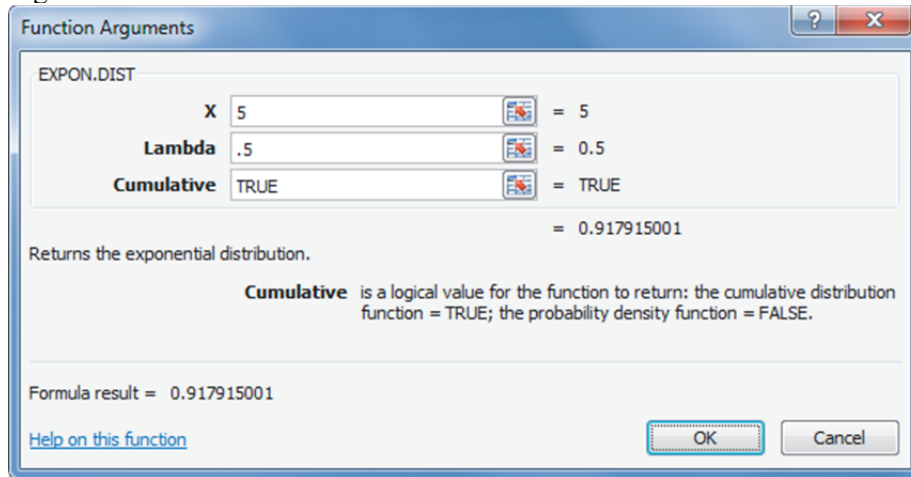 Function Arguments
EXPON.DIST
X 5 = 5
Lambda .5 = 0.5
Cumulative TRUE = TRUE
= 0.917915001
Returns the exponential distribution.
Cumulative is a logical value for the function to return: the cumulative distribution
function = TRUE; the probability density function = FALSE.
Formula result = 0.917915001
Help on this function OK Cancel